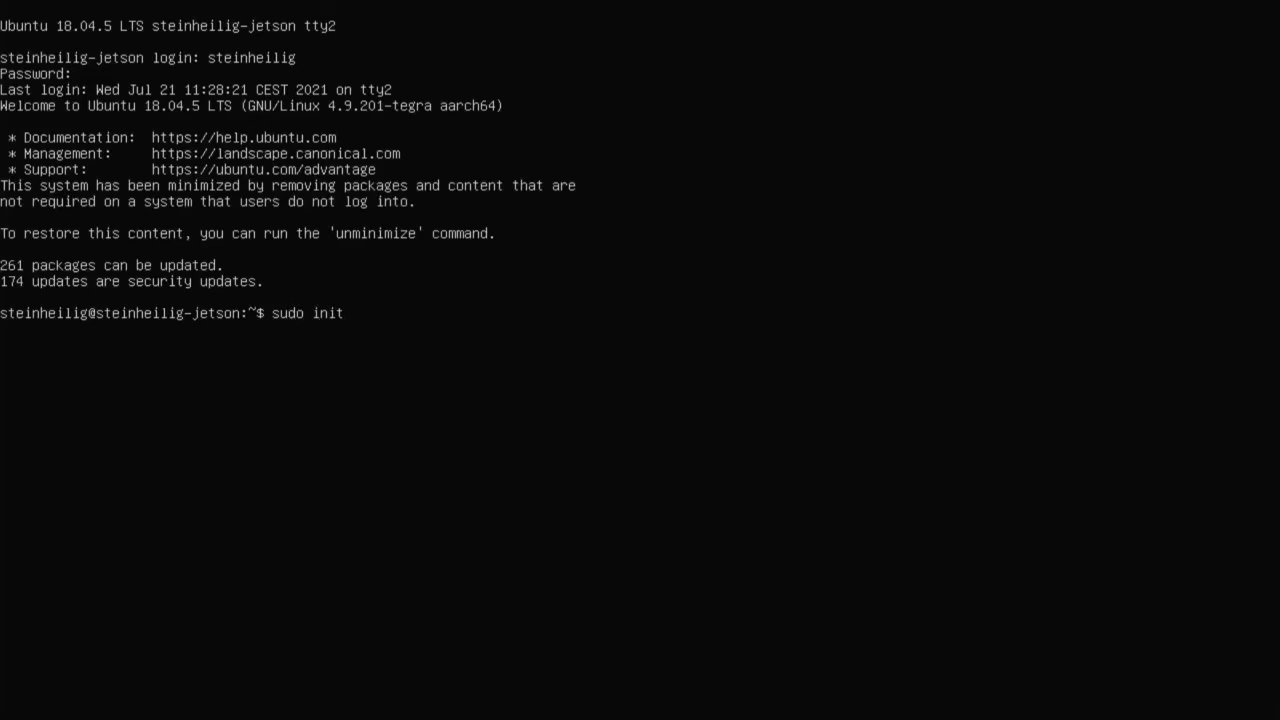 Ubuntu 18.04.5 LTS steinheilig-jetson tty2
steinheilig-jetson login: steinheilig
Password:
Last login: Wed Jul 21 11:28:21 CEST 2021 on tty2
Welcome to Ubuntu 18.04.5 LTS (GNU/Linux 4.9.201-tegra aarch64)
* Documentation:  https://help.ubuntu.com
* Management:     https://landscape.canonical.com
* Support:        https://ubuntu.com/advantage
This system has been minimized by removing packages and content that are
not required on a system that users do not log into.
To restore this content, you can run the 'unminimize' command.
261 packages can be updated.
174 updates are security updates.
steinheilig@steinheilig-jetson:~$ sudo init